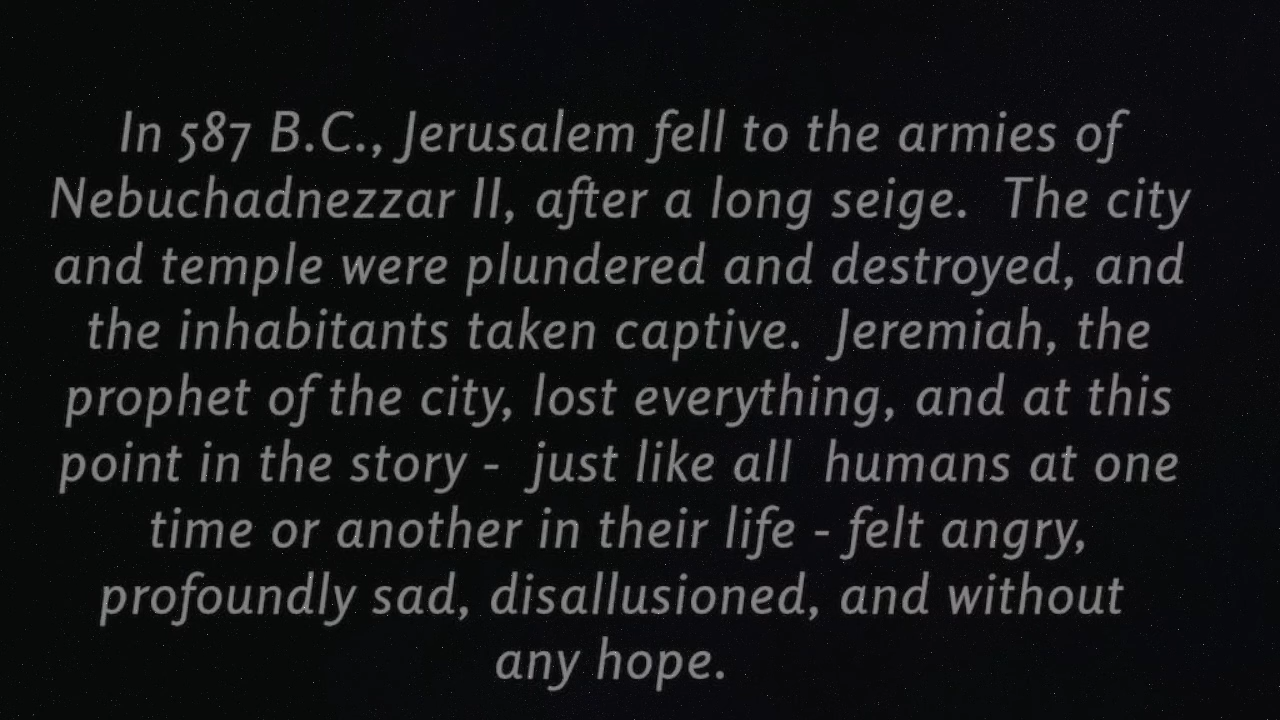 In 587 B.C., Jerusalem fell to the armies of
Nebuchadnezzar II, after a long seige.  The city
and temple were plundered and destroyed, and
the inhabitants taken captive.  Jeremiah, the
prophet of the city, lost everything, and at this
point in the story -  just like all  humans at one
time or another in their life - felt angry,
profoundly sad, disallusioned, and without
any hope.